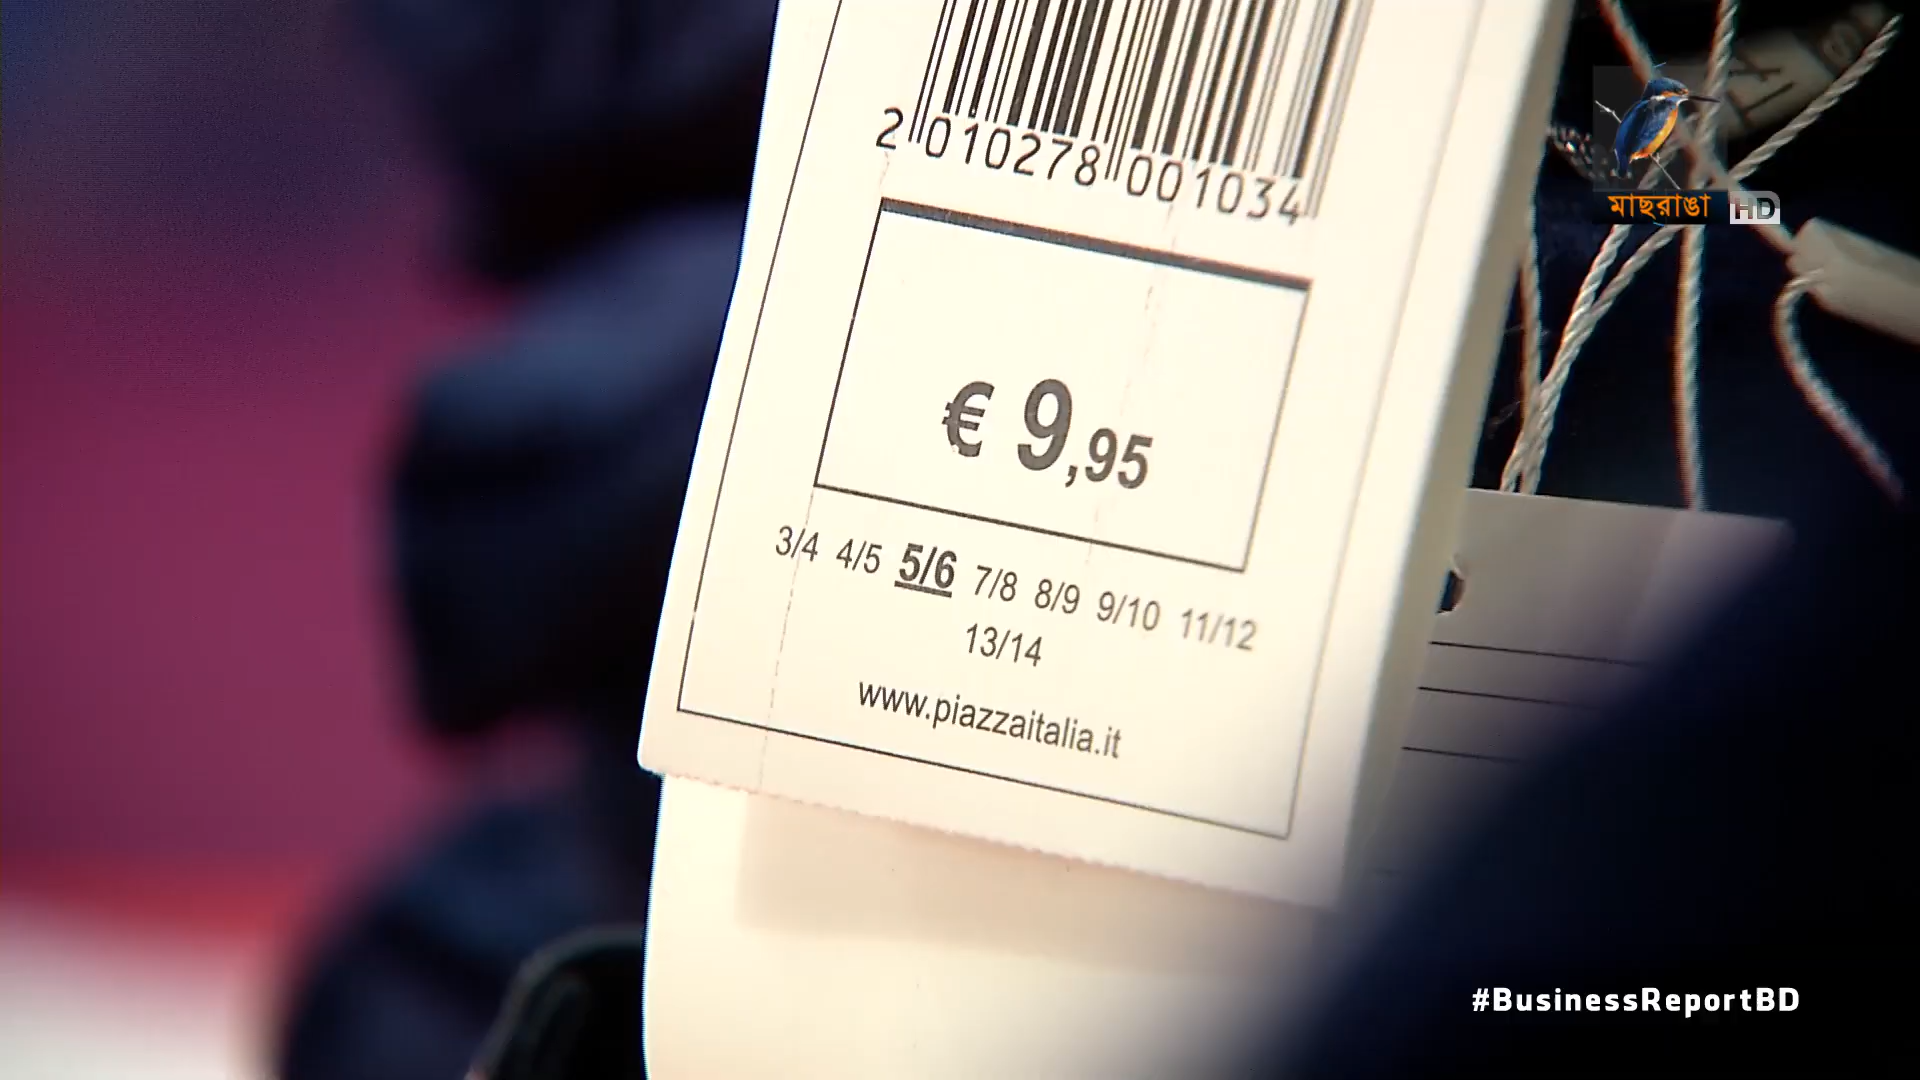 2 010278 001034
€ 9,95
3/4 4/5 5/6 7/8 8/9 9/10 11/12
13/14
www.piazzaitalia.it
মাছরাঙা HD
#BusinessReportBD